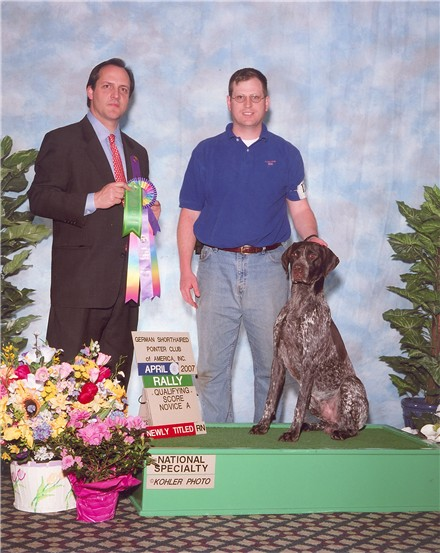 GERMAN SHORTHAIRED
POINTER CLUB
of AMERICA, INC.
APRIL 2007
RALLY
QUALIFYING
SCORE
NOVICE A
NEWLY TITLED RN
NATIONAL
SPECIALTY
KOHLER PHOTO